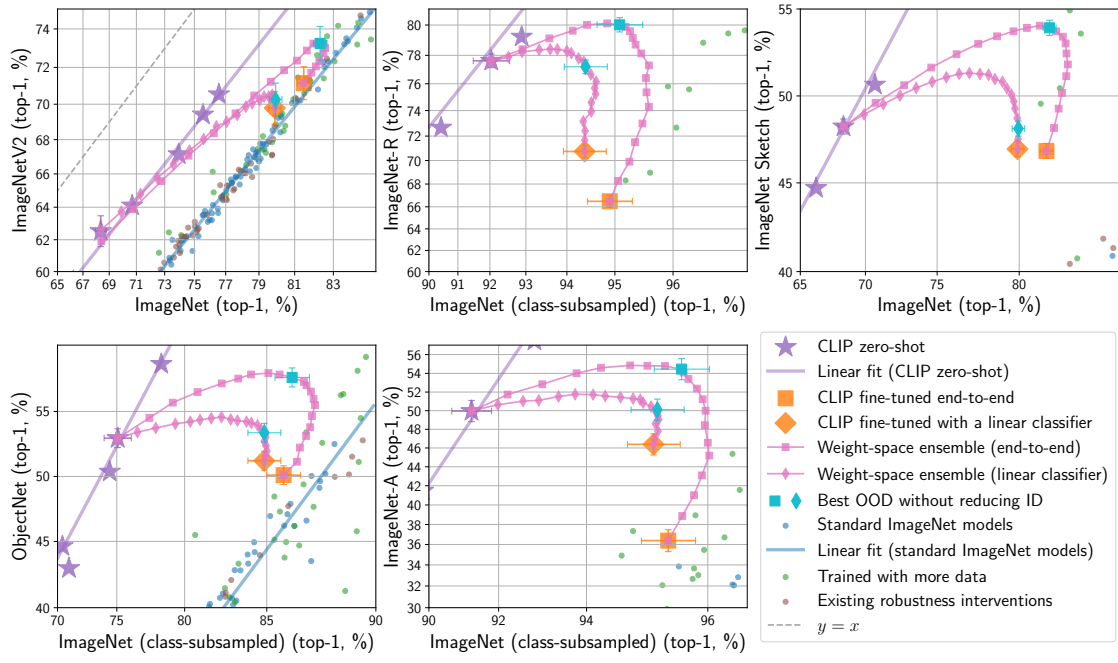 74
72
70
68
66
64
62
60
ImageNetV2 (top-1, %)
65 67 69 71 73 75 77 79 81 83
ImageNet (top-1, %)
80
78
76
74
72
70
68
66
64
62
60
ImageNet-R (top-1, %)
90 91 92 93 94 95 96
ImageNet (class-subsampled) (top-1, %)
55
50
45
40
ImageNet Sketch (top-1, %)
65 70 75 80
ImageNet (top-1, %)
55
50
45
40
ObjectNet (top-1, %)
70 75 80 85 90
ImageNet (class-subsampled) (top-1, %)
56
54
52
50
48
46
44
42
40
38
36
34
32
30
ImageNet-A (top-1, %)
90 92 94 96
ImageNet (class-subsampled) (top-1, %)
CLIP zero-shot
Linear fit (CLIP zero-shot)
CLIP fine-tuned end-to-end
CLIP fine-tuned with a linear classifier
Weight-space ensemble (end-to-end)
Weight-space ensemble (linear classifier)
Best OOD without reducing ID
Standard ImageNet models
Linear fit (standard ImageNet models)
Trained with more data
Existing robustness interventions
y = x